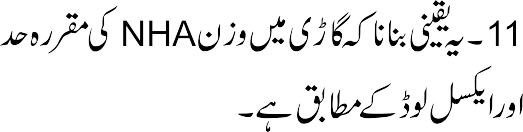 11۔ یہ یقینی بنانا کہ گاڑی میں وزن NHA کی مقررہ حد
اور ایکسل لوڈ کے مطابق ہے۔